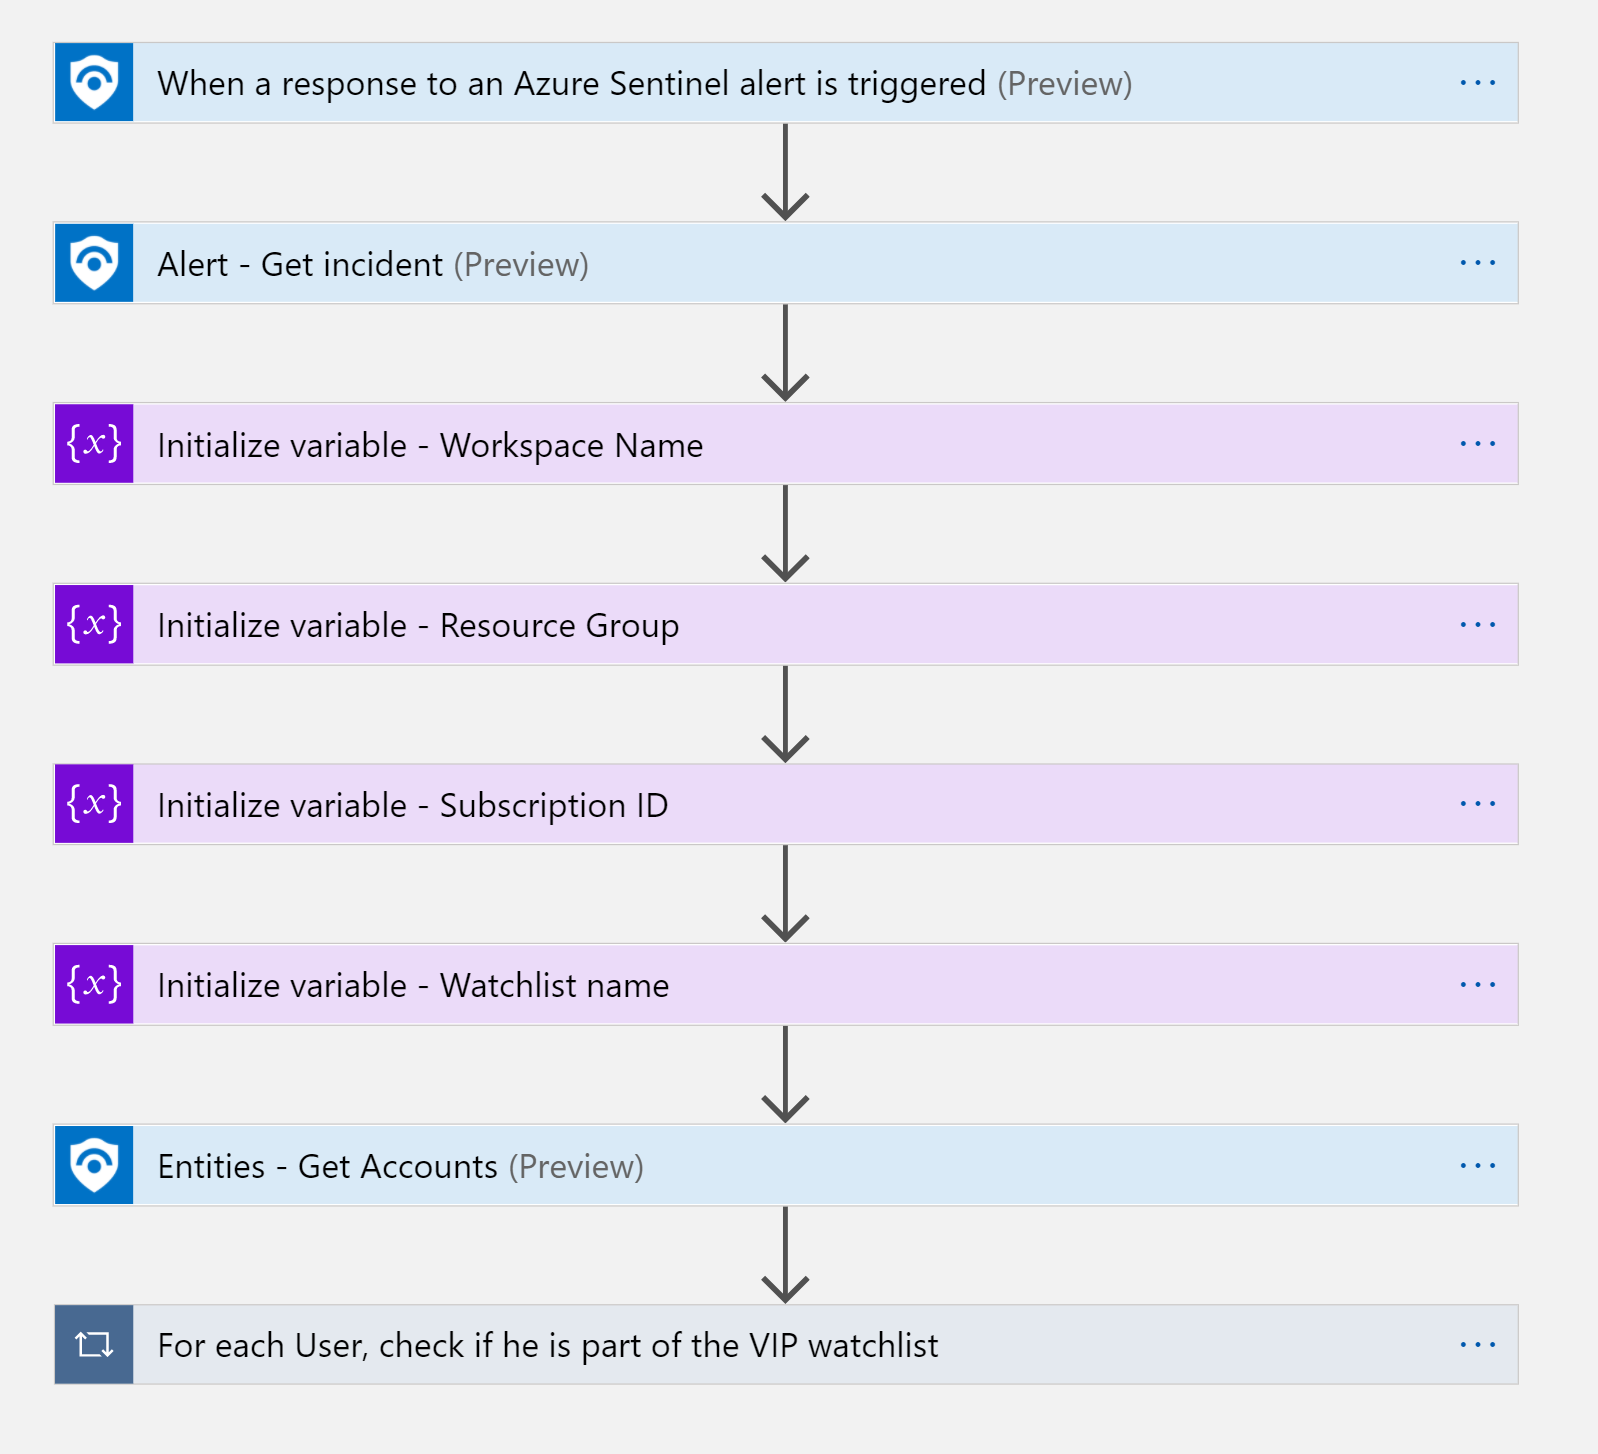 When a response to an Azure Sentinel alert is triggered (Preview)
Alert - Get incident (Preview)
{x} Initialize variable - Workspace Name
{x} Initialize variable - Resource Group
{x} Initialize variable - Subscription ID
{x} Initialize variable - Watchlist name
Entities - Get Accounts (Preview)
For each User, check if he is part of the VIP watchlist